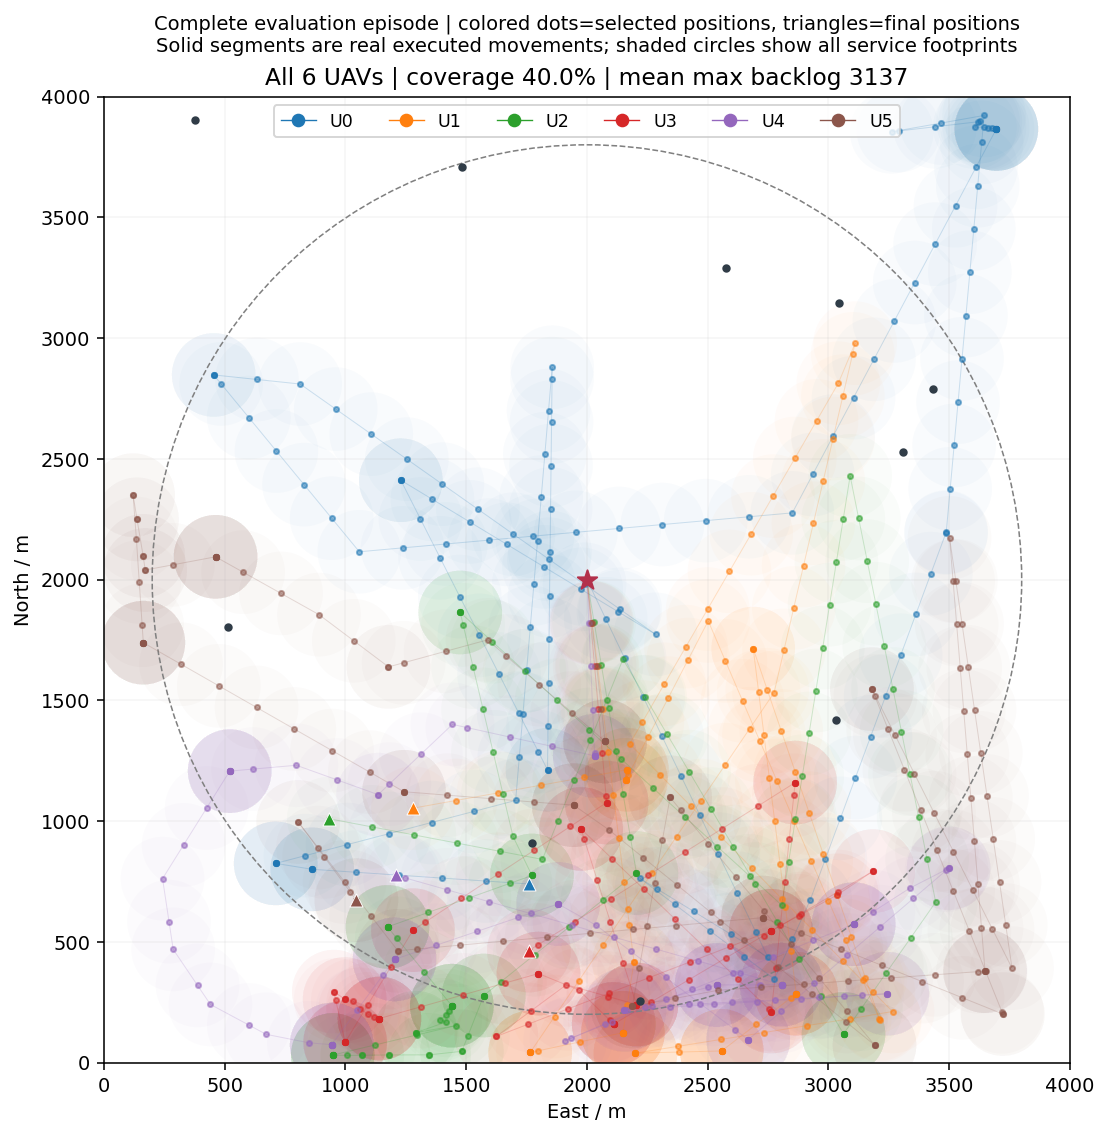 Complete evaluation episode | colored dots=selected positions, triangles=final positions
Solid segments are real executed movements; shaded circles show all service footprints
All 6 UAVs | coverage 40.0% | mean max backlog 3137
U0 U1 U2 U3 U4 U5
4000
3500
3000
2500
2000
1500
1000
500
0
North / m
0 500 1000 1500 2000 2500 3000 3500 4000
East / m